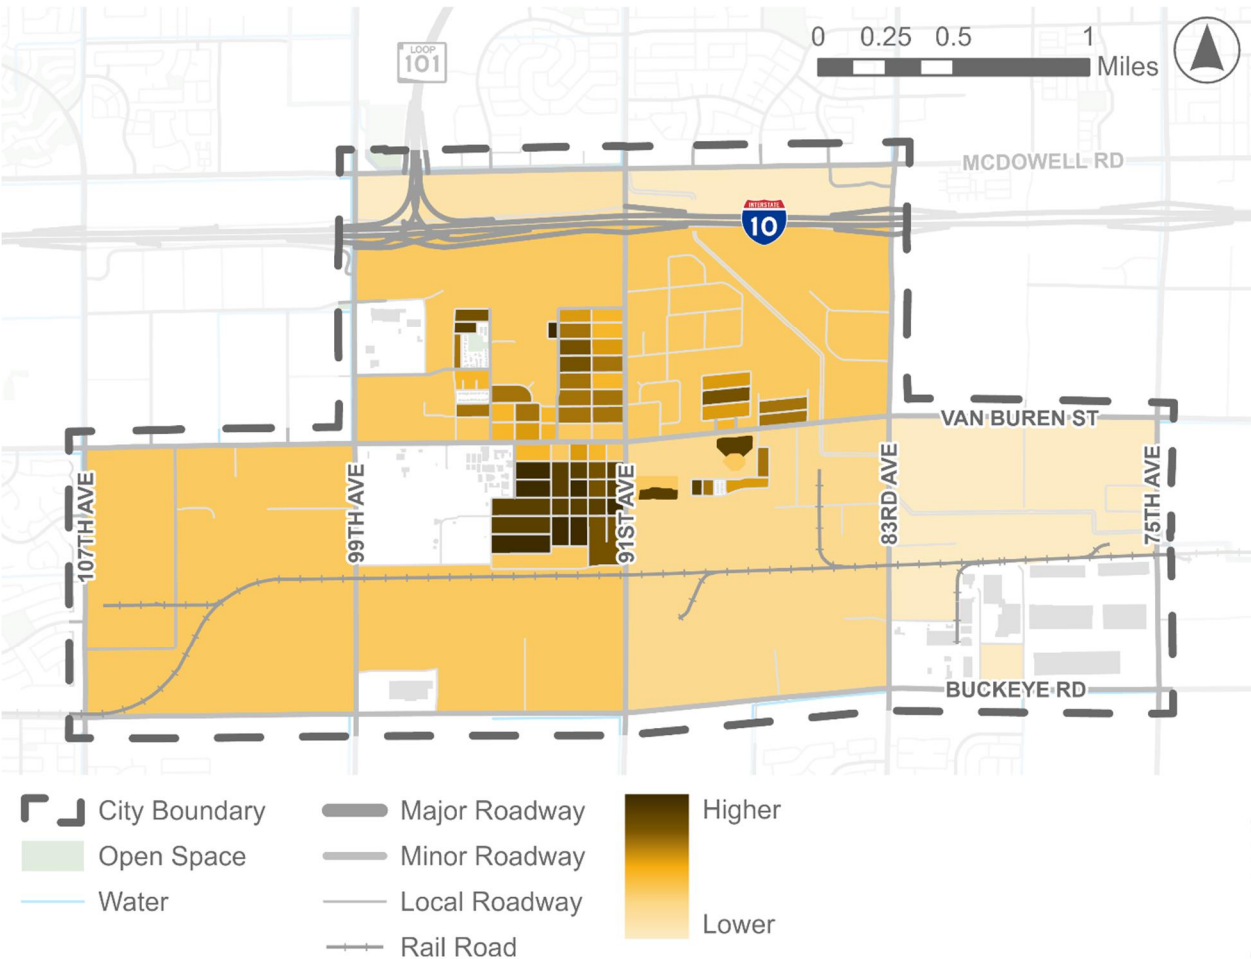 LOOP
101
0 0.25 0.5 1
Miles
MCDOWELL RD
INTERSTATE
10
VAN BUREN ST
107TH AVE
99TH AVE
91ST AVE
83RD AVE
75TH AVE
BUCKEYE RD
City Boundary
Open Space
Water
Major Roadway
Minor Roadway
Local Roadway
Rail Road
Higher
Lower